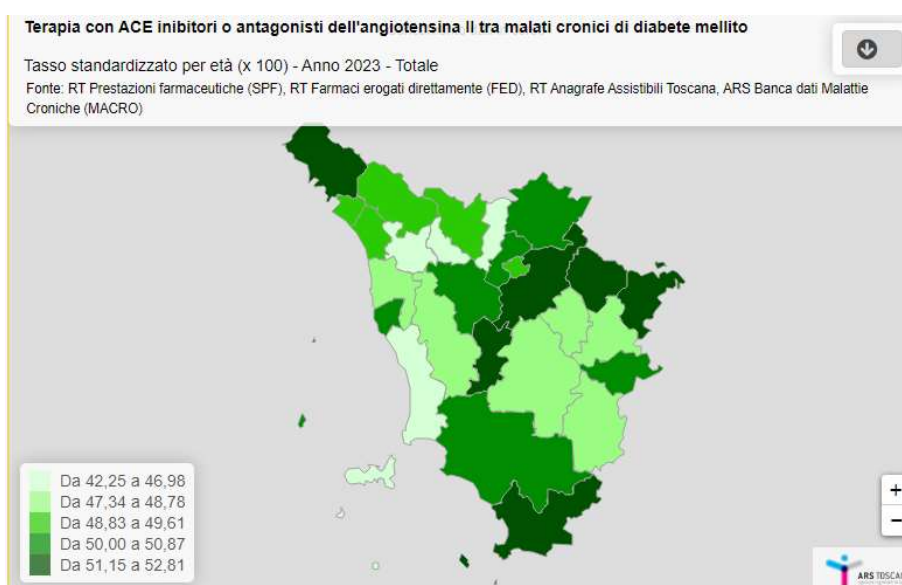 Terapia con ACE inibitori o antagonisti dell'angiotensina II tra malati cronici di diabete mellito
Tasso standardizzato per età (x 100) - Anno 2023 - Totale
Fonte: RT Prestazioni farmaceutiche (SPF), RT Farmaci erogati direttamente (FED), RT Anagrafe Assistibili Toscana, ARS Banca dati Malattie
Croniche (MACRO)
Da 42,25 a 46,98
Da 47,34 a 48,78
Da 48,83 a 49,61
Da 50,00 a 50,87
Da 51,15 a 52,81
+
−
ARS TOSCAN